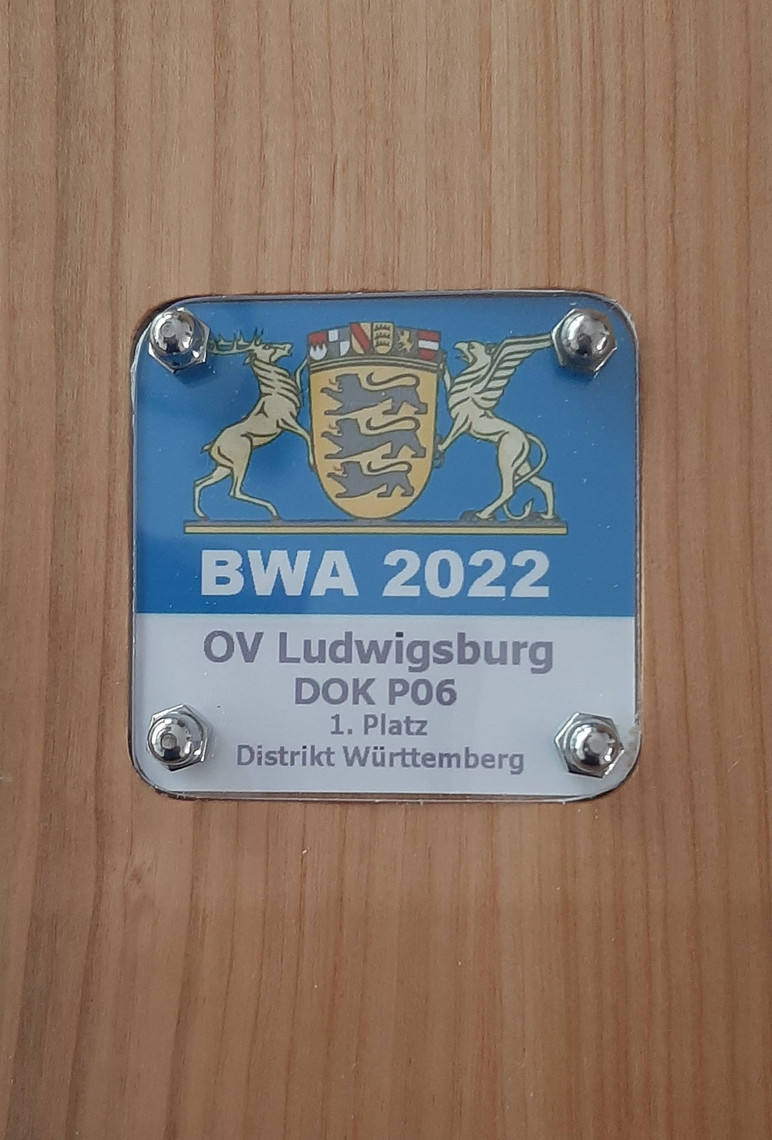 BWA 2022
OV Ludwigsburg
DOK P06
1. Platz
Distrikt Württemberg